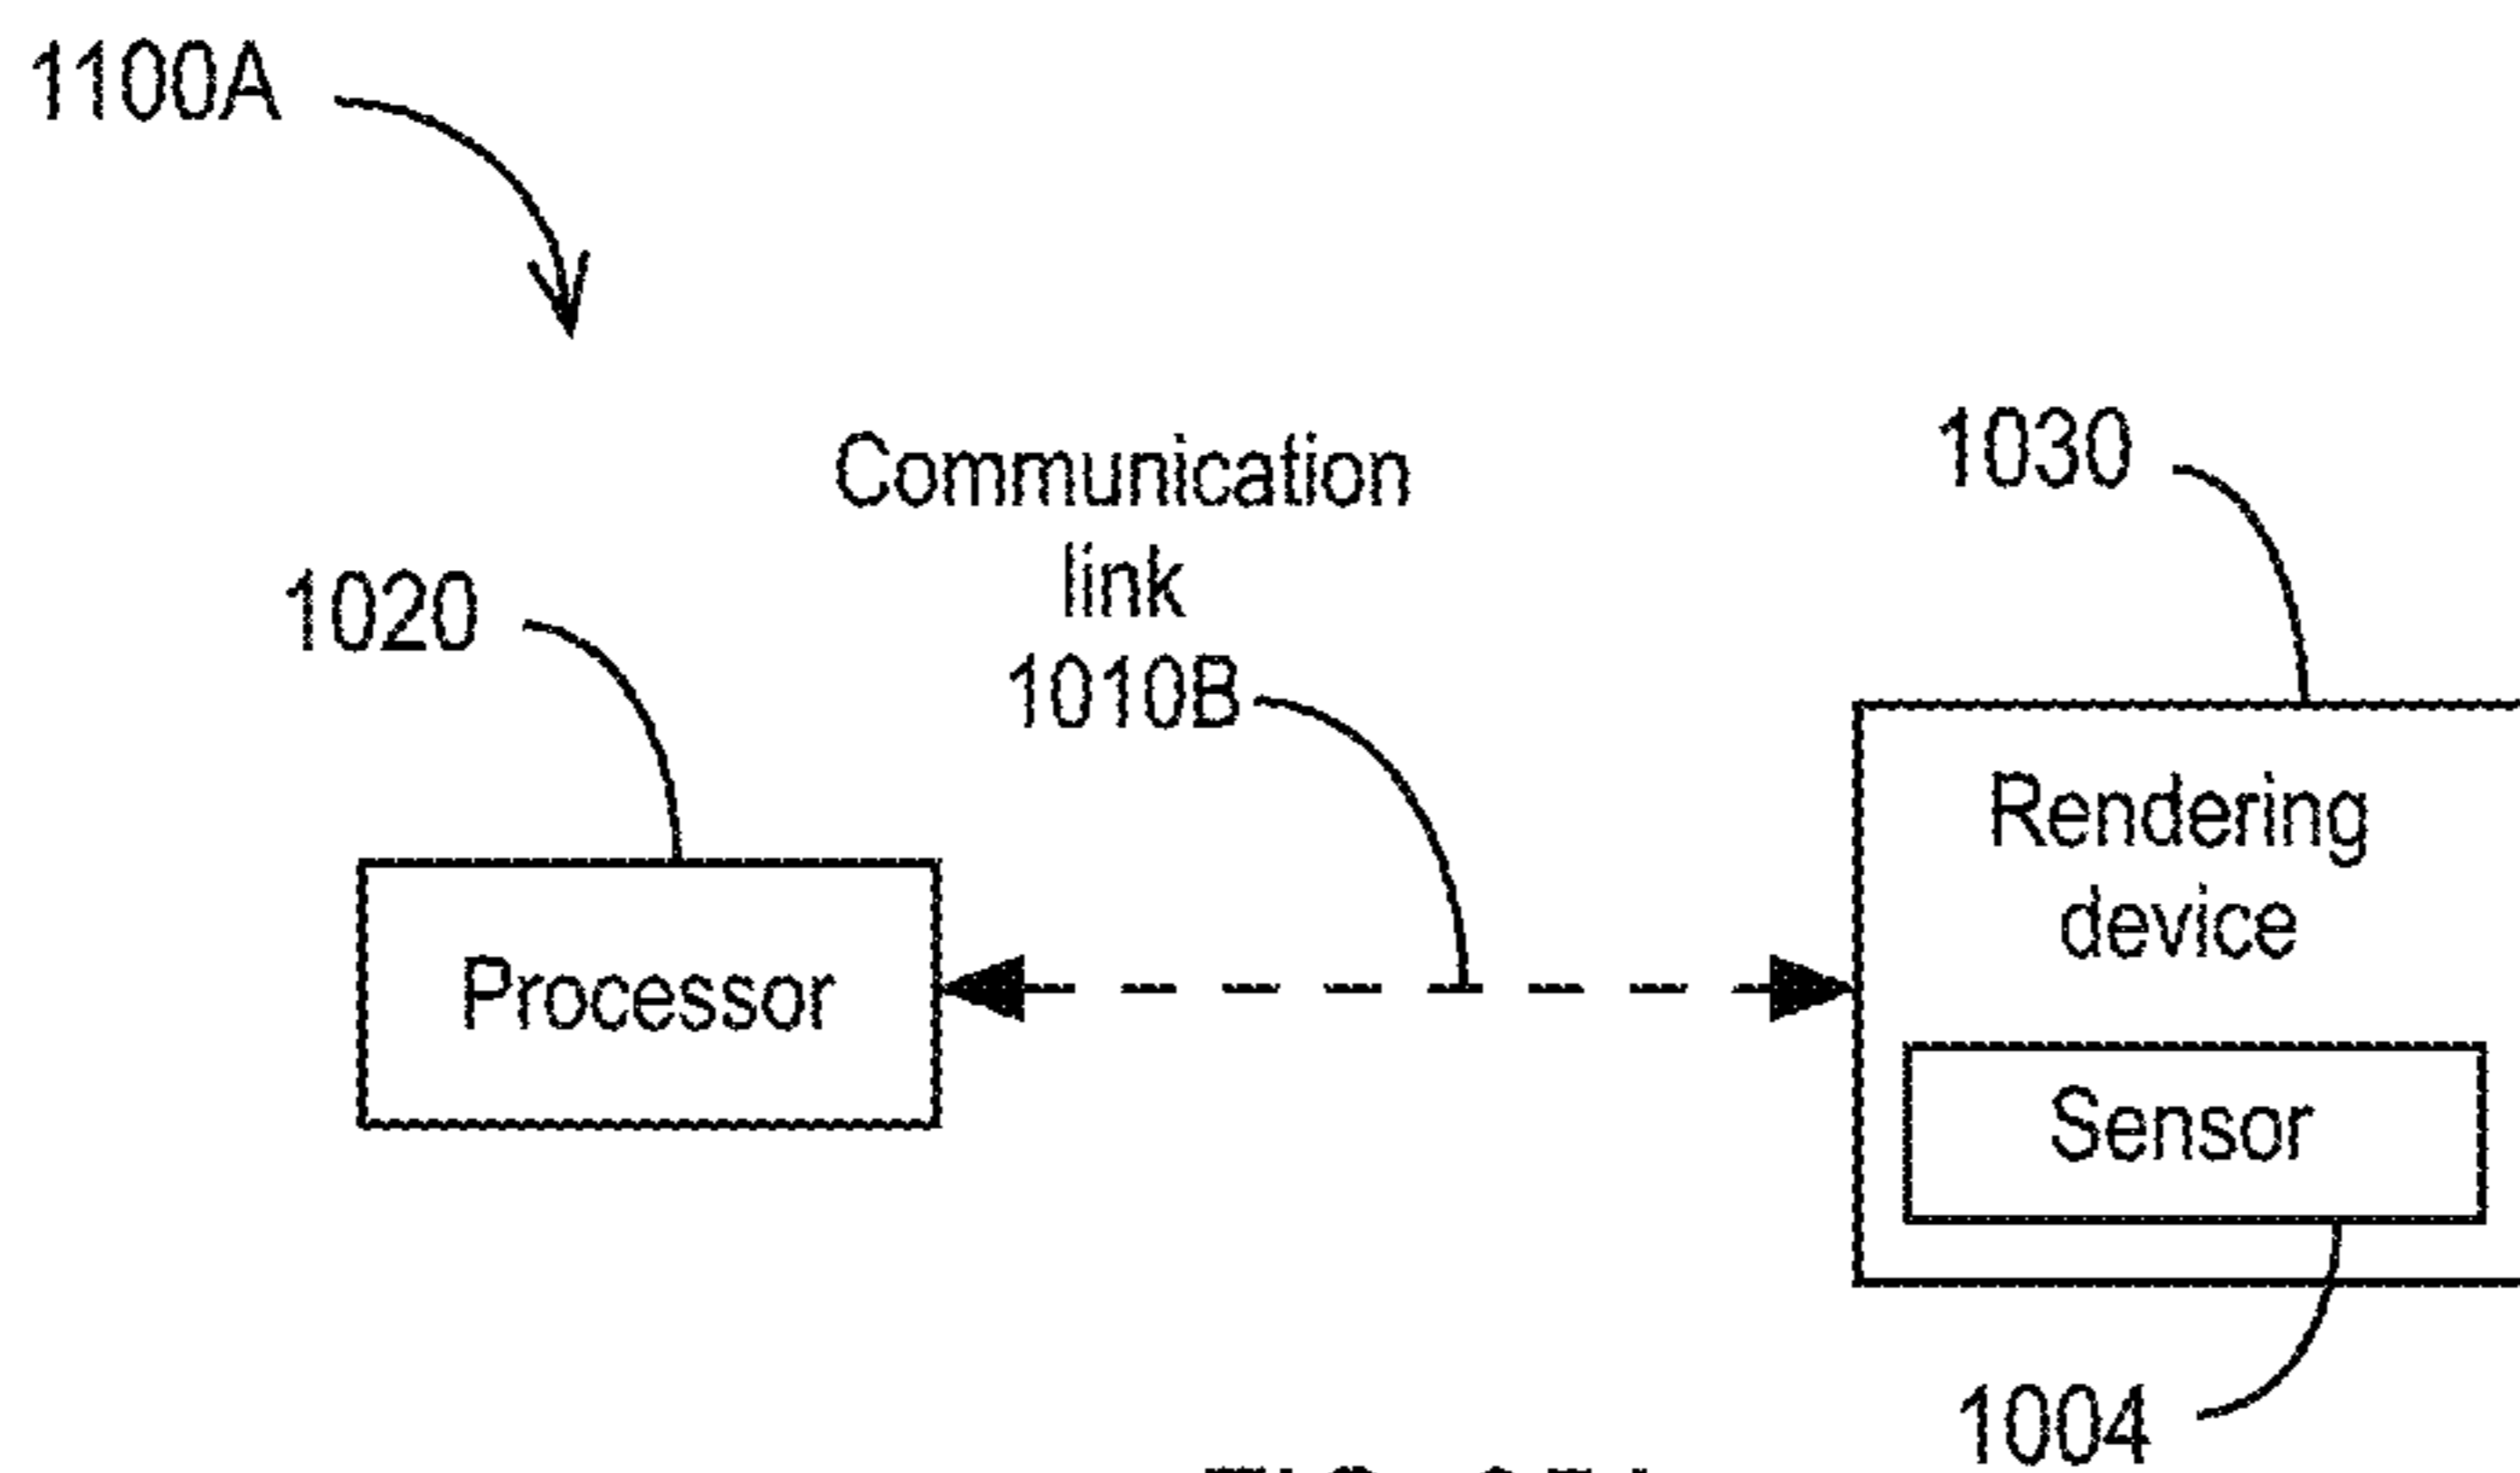 1100A
Communication
link
1010B
1030
1020
Rendering
device
Processor
Sensor
1004